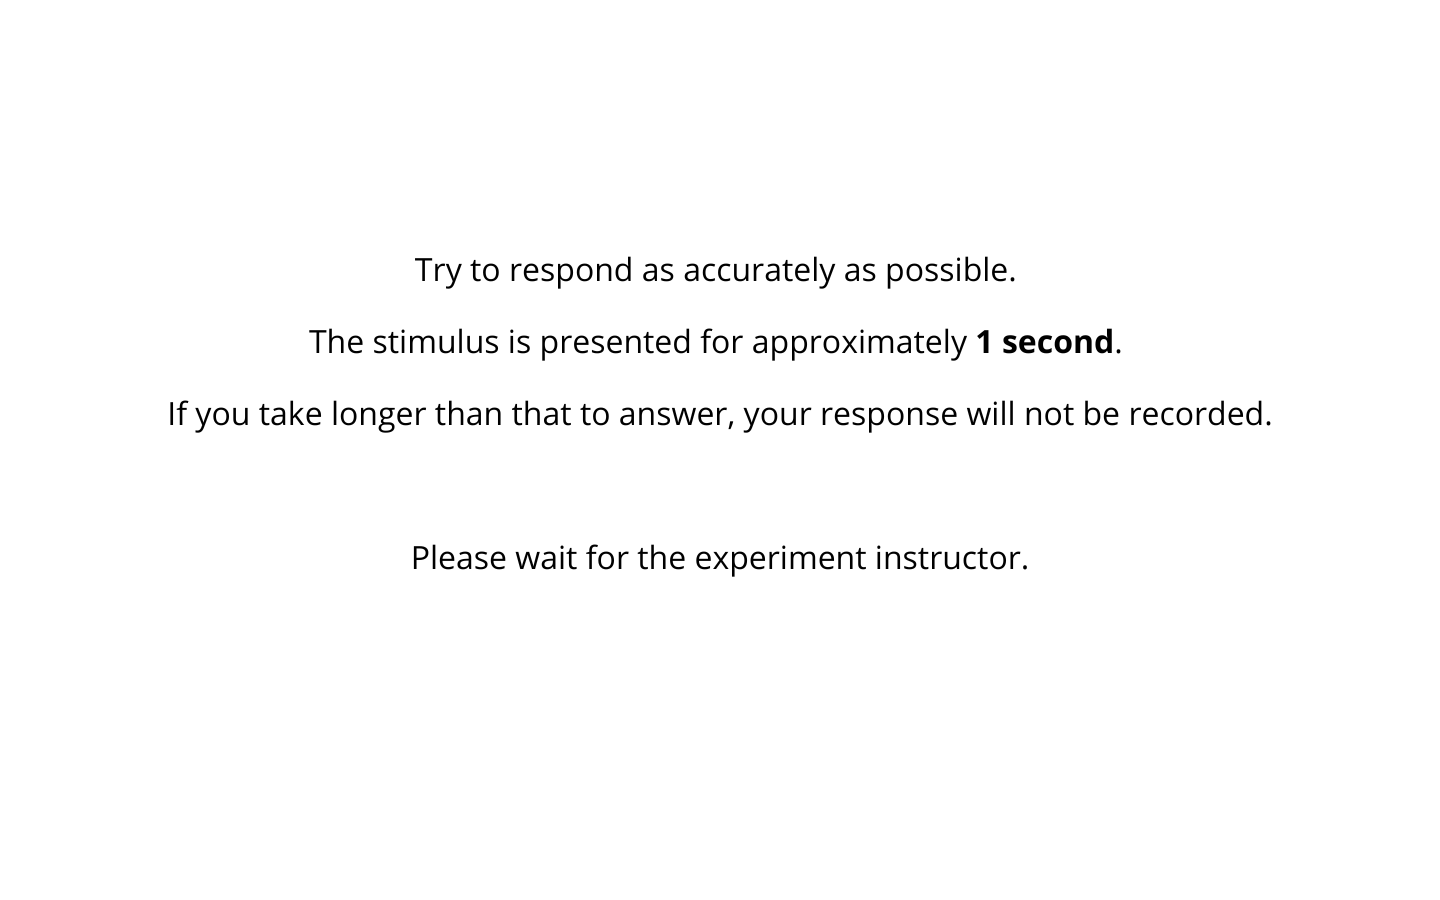 Try to respond as accurately as possible.
The stimulus is presented for approximately 1 second.
If you take longer than that to answer, your response will not be recorded.
Please wait for the experiment instructor.